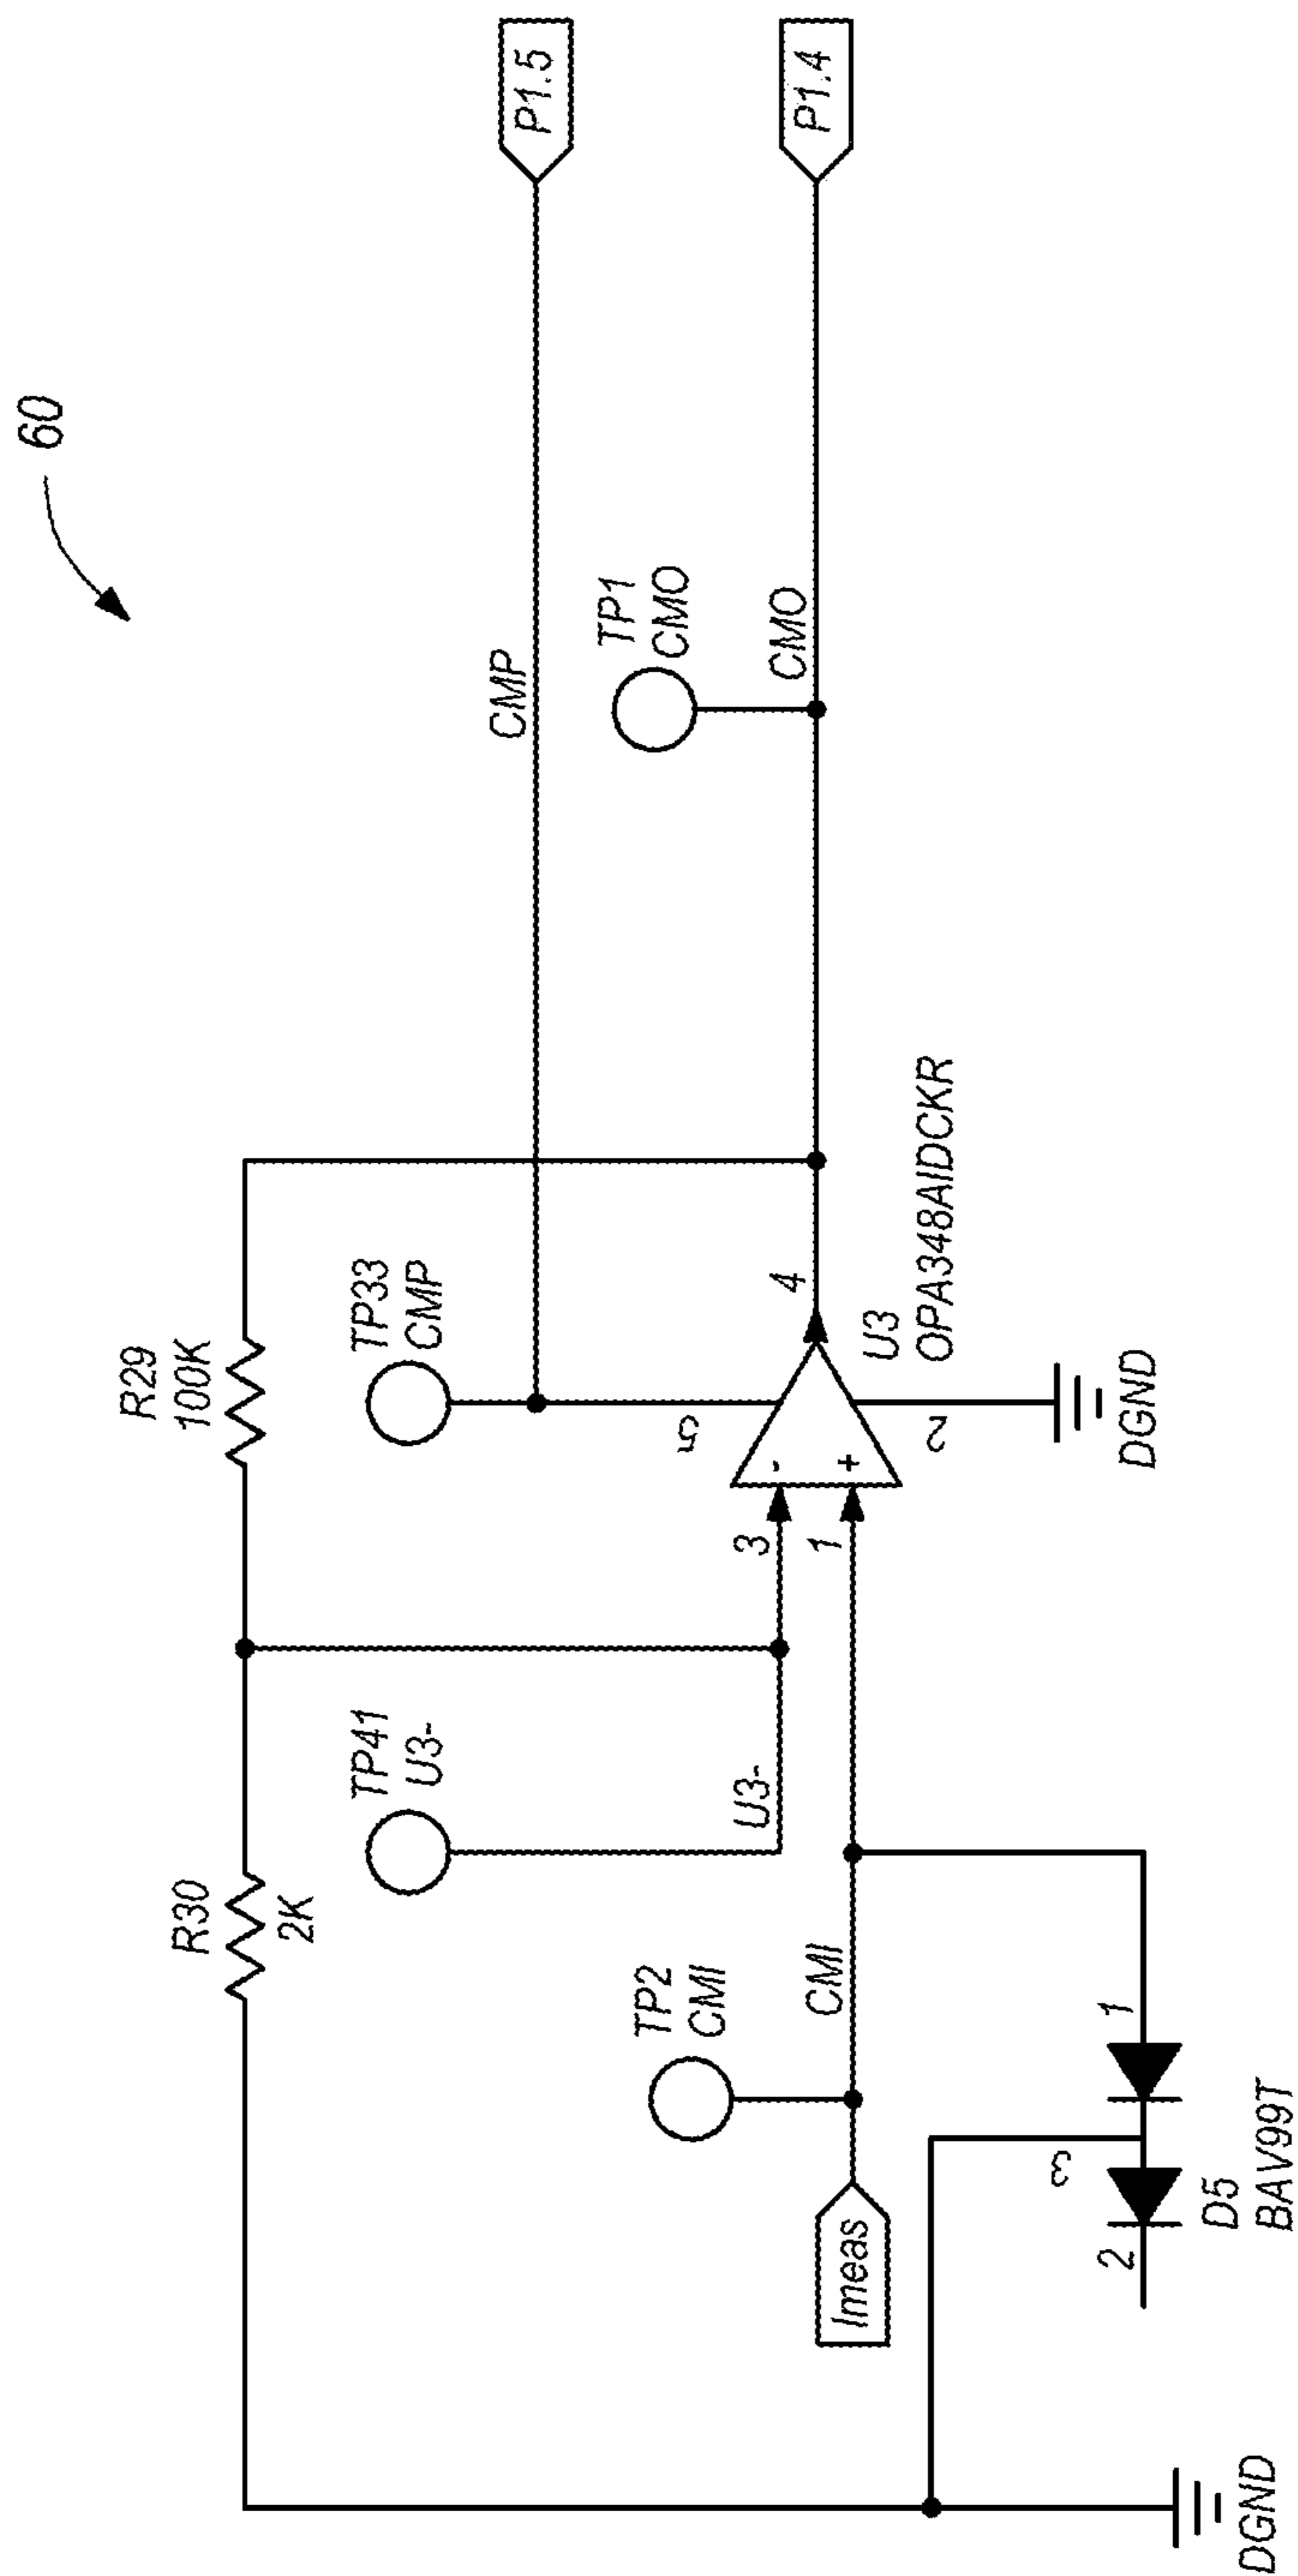 60
P1.5
CMP
P1.4
TP1
CMO
CMO
R29
100K
TP33
CMP
5
4
U3
OPA348AIDCKR
2
DGND
-
+
3
1
R30
2K
TP41
U3-
U3-
TP2
CMI
CMI
Imeas
1
3
2
D5
BAV99T
DGND